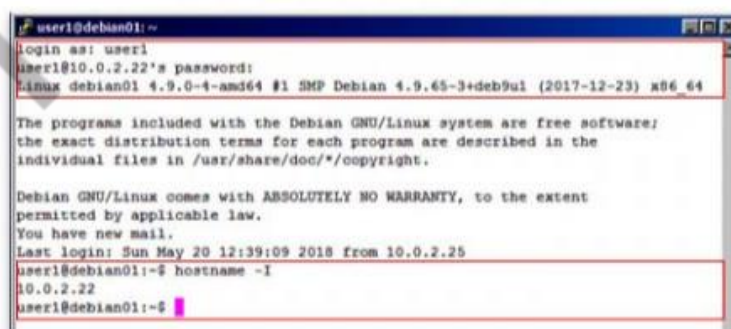 user1@debian01: ~
login as: user1
user1@10.0.2.22's password:
Linux debian01 4.9.0-4-amd64 #1 SMP Debian 4.9.65-3+deb9u1 (2017-12-23) x86_64
The programs included with the Debian GNU/Linux system are free software;
the exact distribution terms for each program are described in the
individual files in /usr/share/doc/*/copyright.
Debian GNU/Linux comes with ABSOLUTELY NO WARRANTY, to the extent
permitted by applicable law.
You have new mail.
Last login: Sun May 20 12:39:09 2018 from 10.0.2.25
user1@debian01:~$ hostname -I
10.0.2.22
user1@debian01:~$